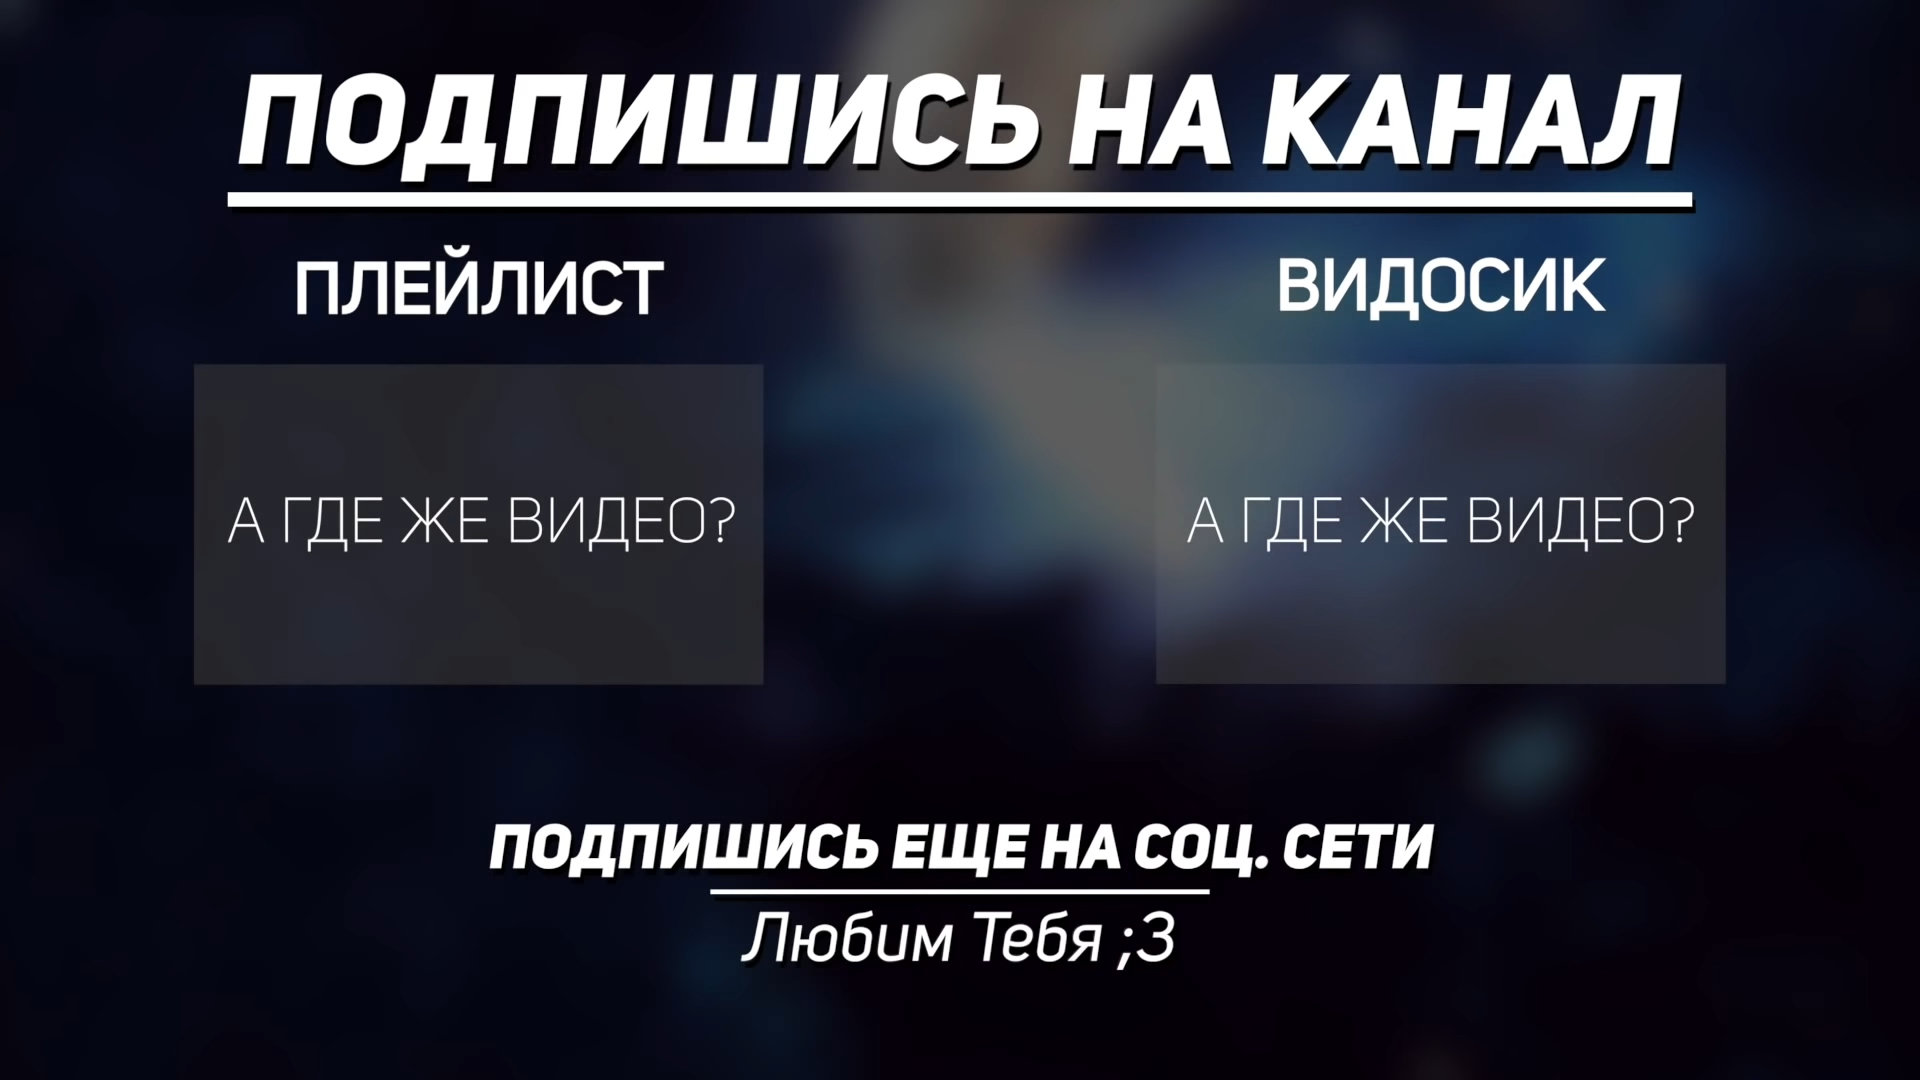 ПОДПИШИСЬ НА КАНАЛ
ПЛЕЙЛИСТ
ВИДОСИК
А ГДЕ ЖЕ ВИДЕО?
А ГДЕ ЖЕ ВИДЕО?
ПОДПИШИСЬ ЕЩЕ НА СОЦ. СЕТИ
Любим Тебя ;3